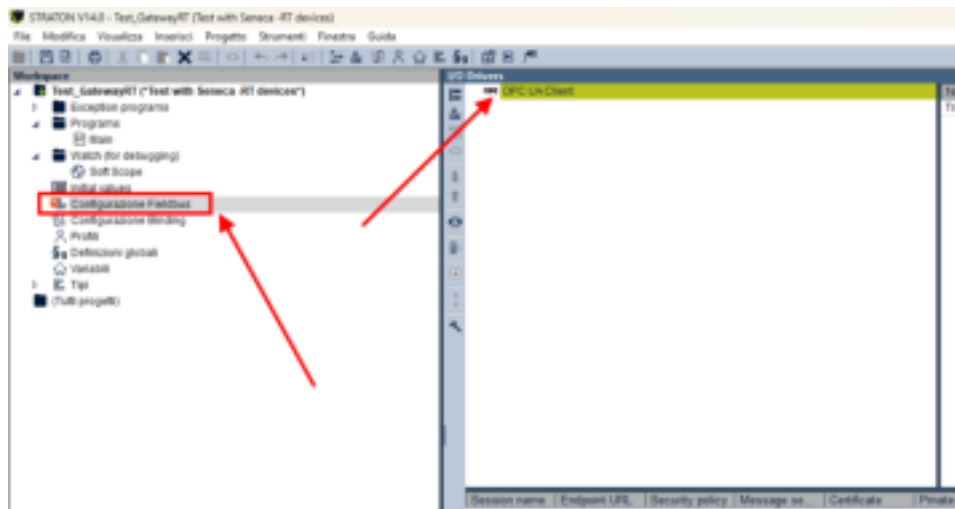 STRATON V14.0 - Test_GatewayRT (Test with Seneca -RT devices)
File Modifica Visualizza Inserisci Progetto Strumenti Finestra Guida
Workspace
Test_GatewayRT ("Test with Seneca -RT devices")
Exception programs
Programs
Main
Watch (for debugging)
Soft Scope
Initial values
Configurazione Fieldbus
Configurazione Binding
Profili
Definizioni globali
Variabili
Tipi
(Tutti progetti)
I/O Drivers
OPC UA Client
Session name Endpoint URL Security policy Message se... Certificate Private